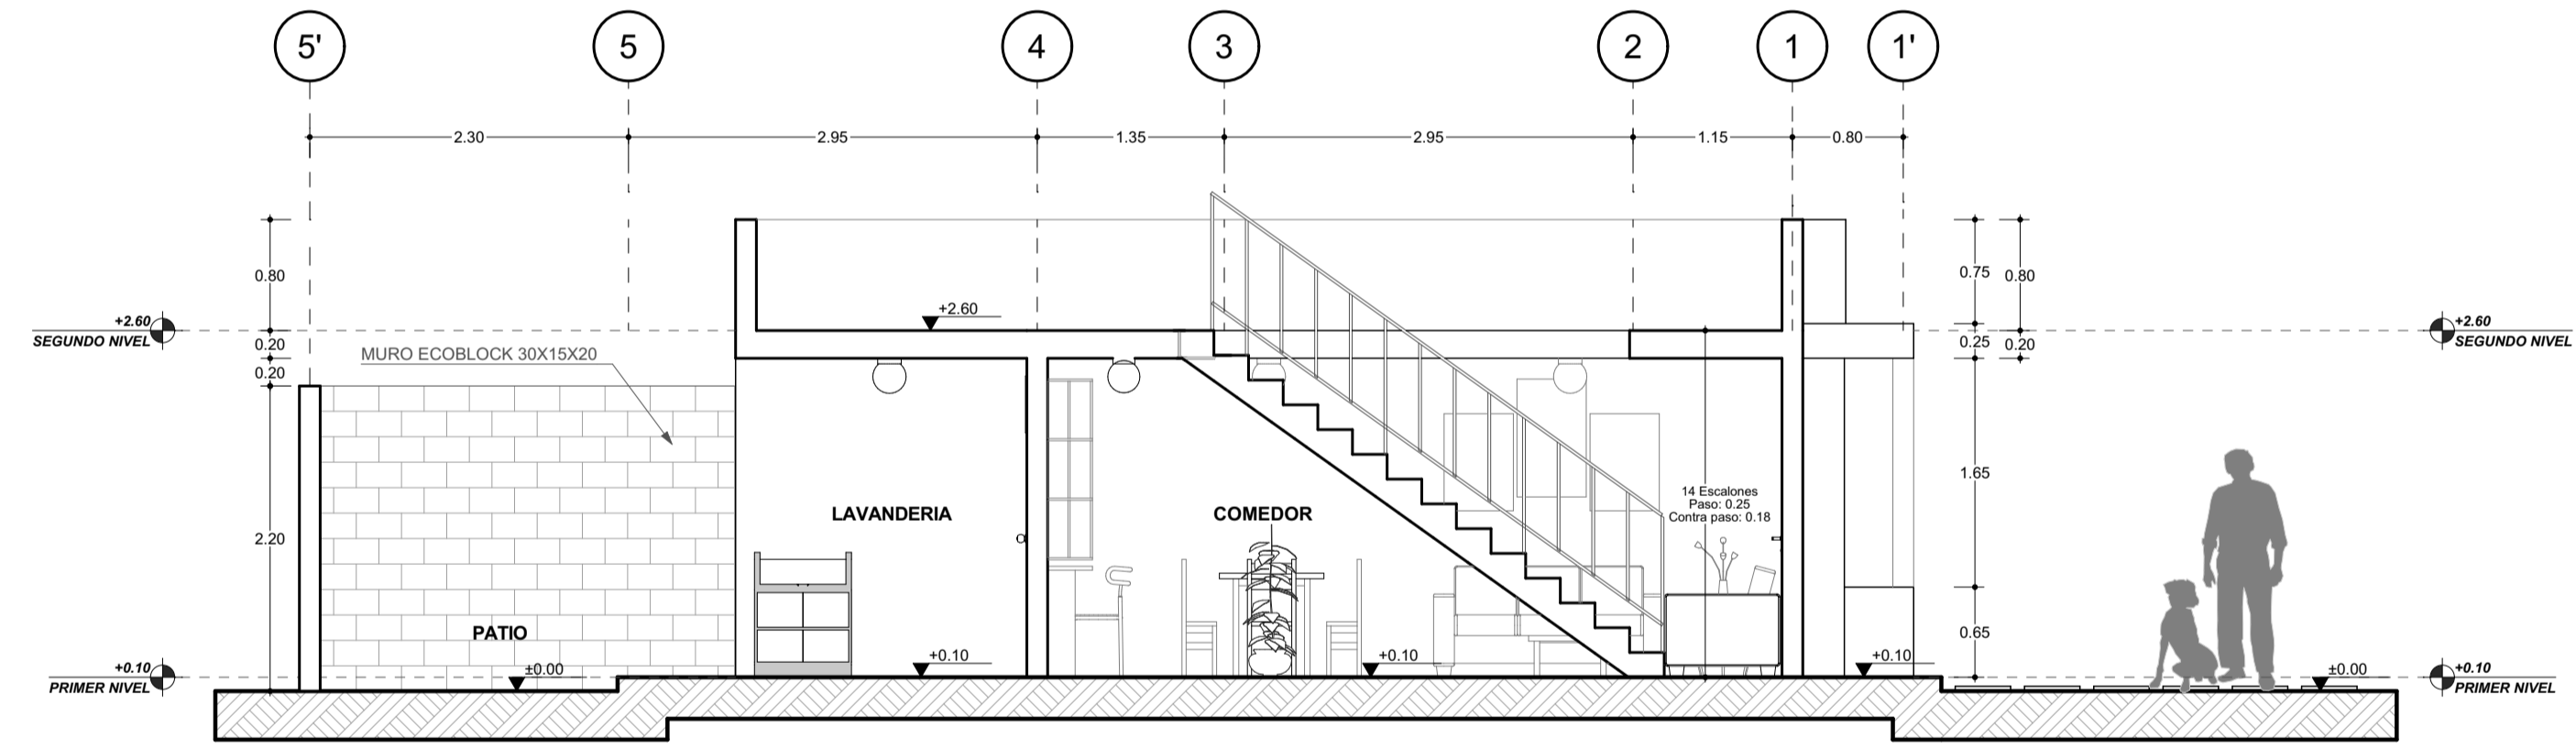 5' 5 4 3 2 1 1'
2.30 2.95 1.35 2.95 1.15 0.80
0.80
0.75 0.80
+2.60
+2.60
SEGUNDO NIVEL
+2.60
SEGUNDO NIVEL
0.20
0.25 0.20
MURO ECOBLOCK 30X15X20
0.20
1.65
14 Escalones
Paso: 0.25
Contra paso: 0.18
LAVANDERIA
COMEDOR
2.20
PATIO
0.65
+0.10
PRIMER NIVEL
±0.00
+0.10
+0.10
+0.10
±0.00
+0.10
PRIMER NIVEL